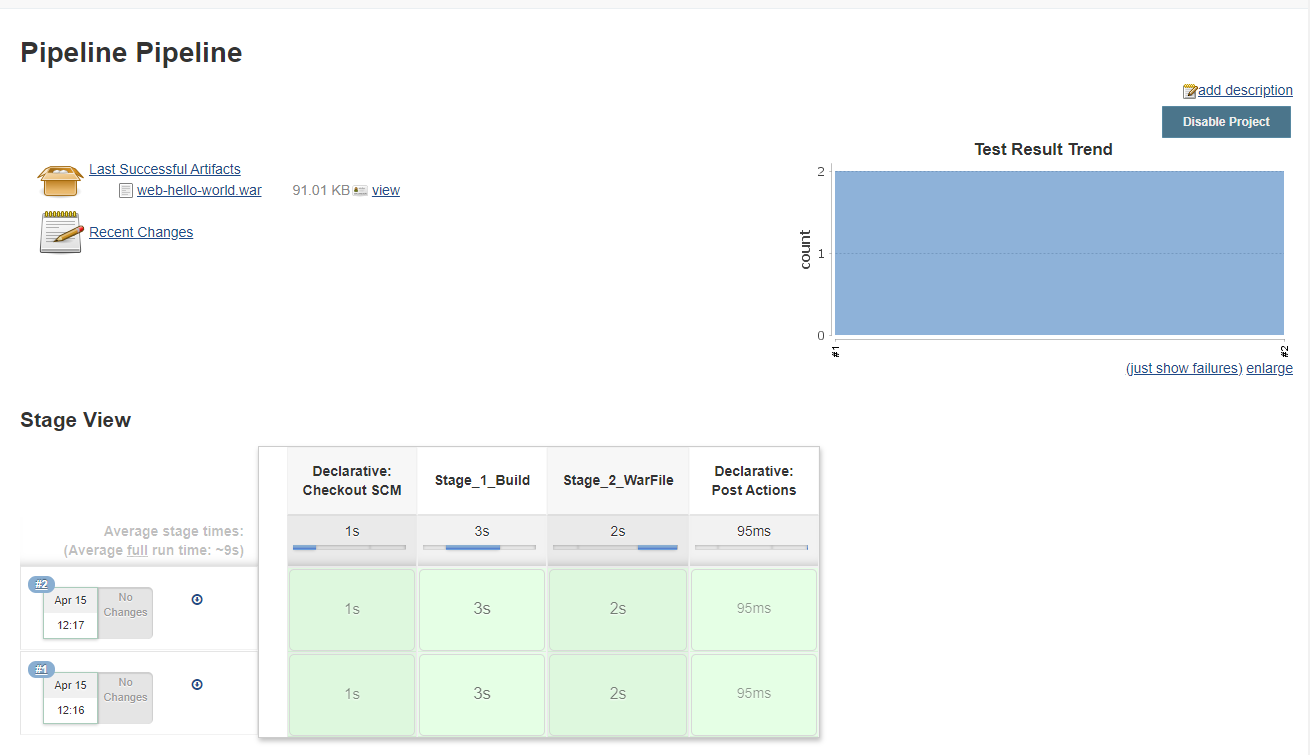 Pipeline Pipeline
add description
Disable Project
Last Successful Artifacts
web-hello-world.war 91.01 KB view
Recent Changes
Test Result Trend
count
2
1
0
#1
#2
(just show failures) enlarge
Stage View
Declarative:
Checkout SCM
Stage_1_Build
Stage_2_WarFile
Declarative:
Post Actions
Average stage times:
(Average full run time: ~9s)
1s
3s
2s
95ms
#2
Apr 15
12:17
No
Changes
1s
3s
2s
95ms
#1
Apr 15
12:16
No
Changes
1s
3s
2s
95ms